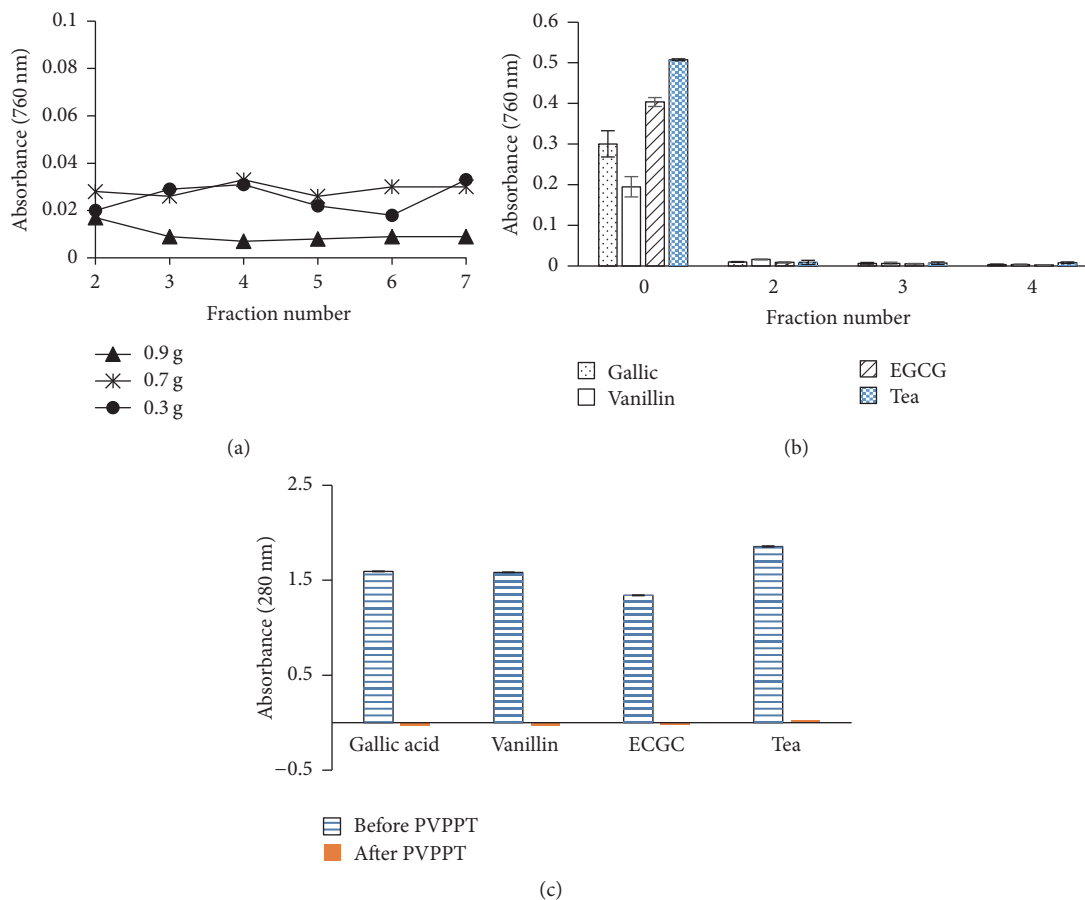 0.1
0.08
0.06
0.04
0.02
0
Absorbance (760 nm)
2 3 4 5 6 7
Fraction number
0.9 g
0.7 g
0.3 g
(a)
0.6
0.5
0.4
0.3
0.2
0.1
0
Absorbance (760 nm)
0 2 3 4
Fraction number
Gallic
Vanillin
EGCG
Tea
(b)
2.5
1.5
0.5
−0.5
Absorbance (280 nm)
Gallic acid Vanillin ECGC Tea
Before PVPPT
After PVPPT
(c)